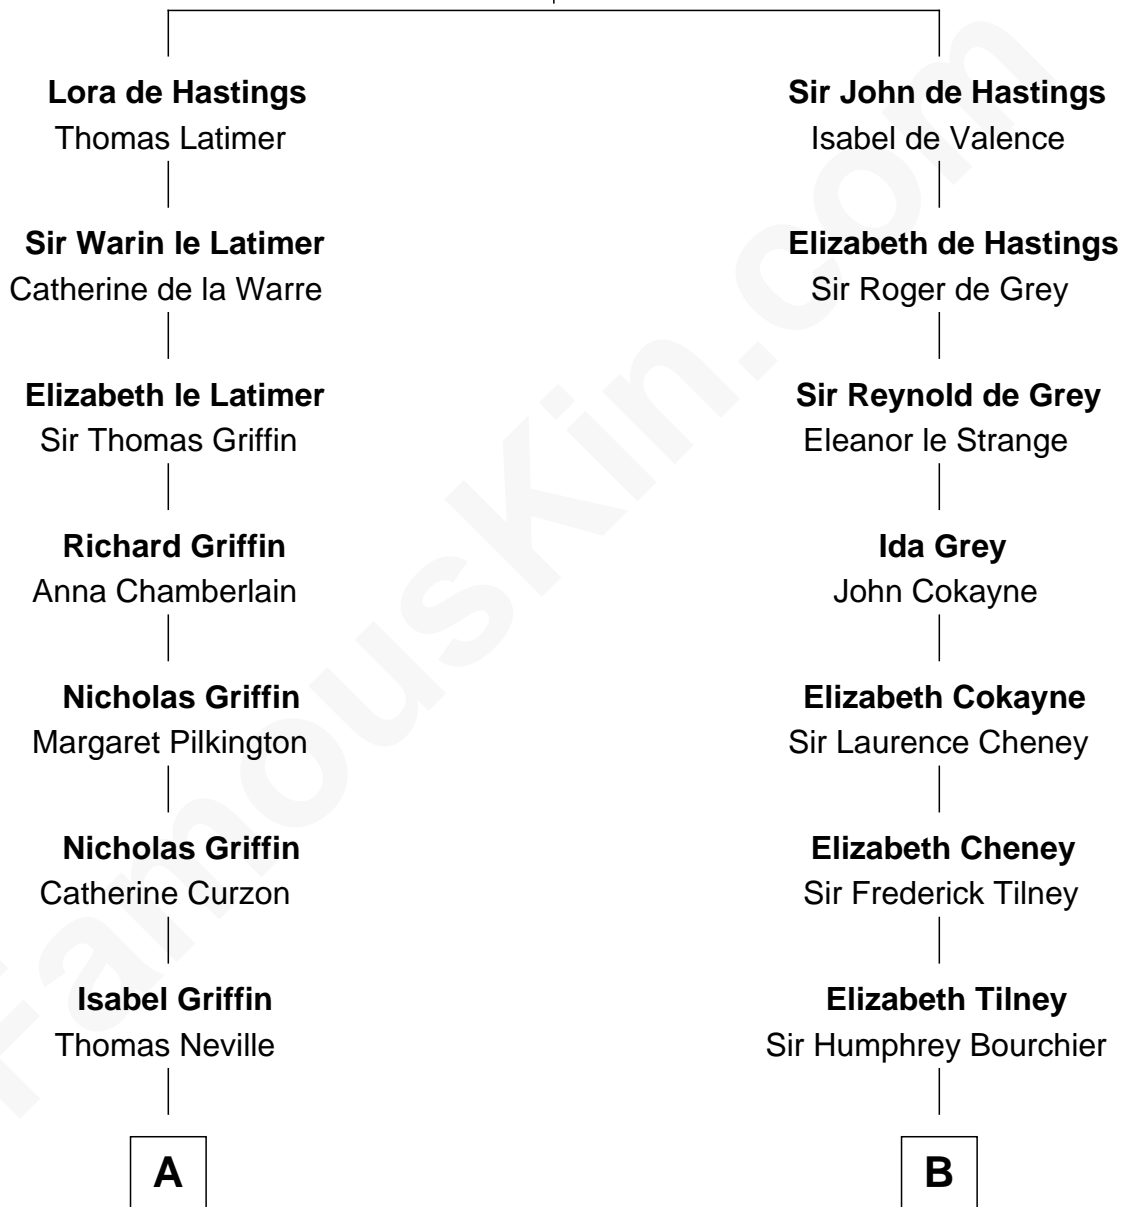 Lora de Hastings
Thomas Latimer
Sir Warin le Latimer
Catherine de la Warre
Elizabeth le Latimer
Sir Thomas Griffin
Richard Griffin
Anna Chamberlain
Nicholas Griffin
Margaret Pilkington
Nicholas Griffin
Catherine Curzon
Isabel Griffin
Thomas Neville
A
Sir John de Hastings
Isabel de Valence
Elizabeth de Hastings
Sir Roger de Grey
Sir Reynold de Grey
Eleanor le Strange
Ida Grey
John Cokayne
Elizabeth Cokayne
Sir Laurence Cheney
Elizabeth Cheney
Sir Frederick Tilney
Elizabeth Tilney
Sir Humphrey Bourchier
B
FamousKin.com